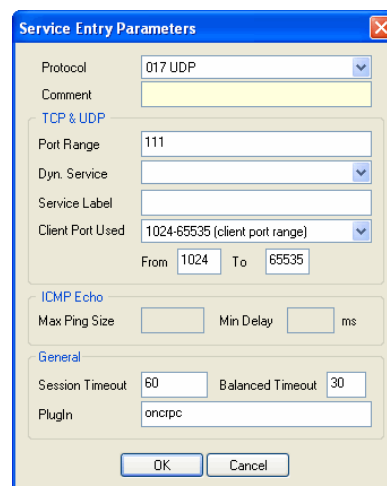 Service Entry Parameters
Protocol 017 UDP
Comment
TCP & UDP
Port Range 111
Dyn. Service
Service Label
Client Port Used 1024-65535 (client port range)
From 1024 To 65535
ICMP Echo
Max Ping Size Min Delay ms
General
Session Timeout 60 Balanced Timeout 30
PlugIn oncrpc
OK Cancel